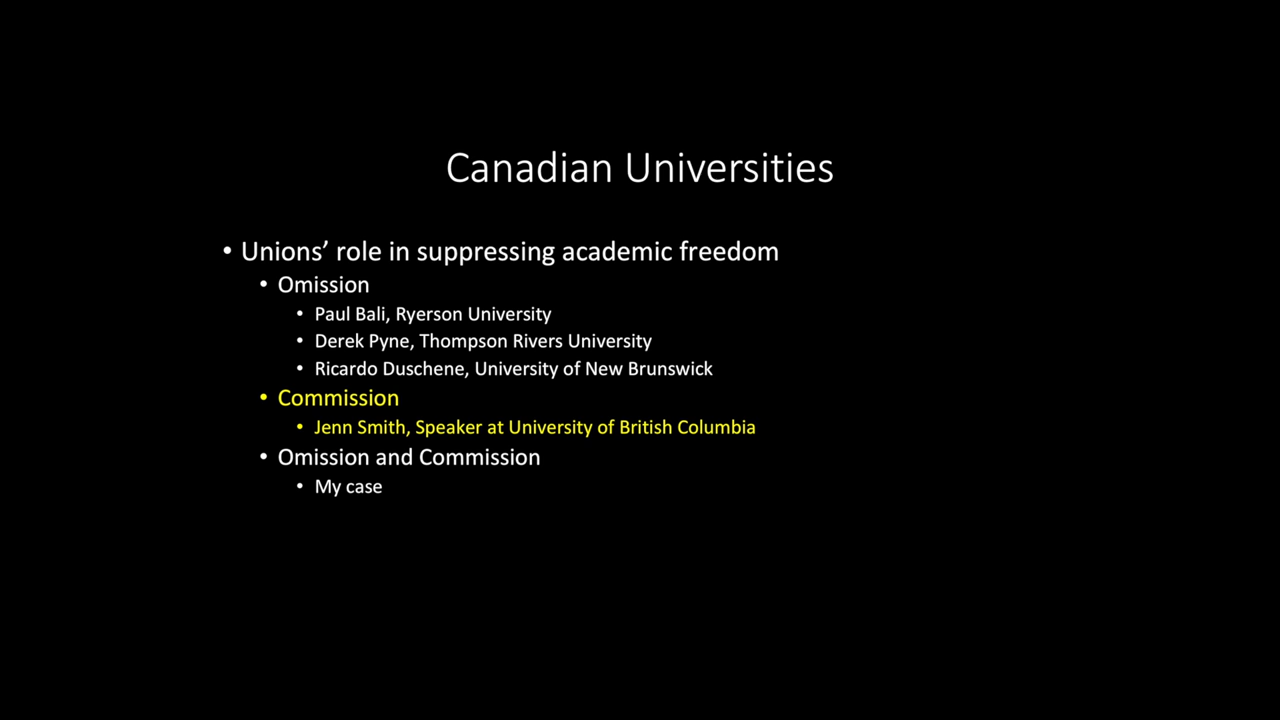 Canadian Universities
• Unions’ role in suppressing academic freedom
• Omission
• Paul Bali, Ryerson University
• Derek Pyne, Thompson Rivers University
• Ricardo Duschene, University of New Brunswick
• Commission
• Jenn Smith, Speaker at University of British Columbia
• Omission and Commission
• My case